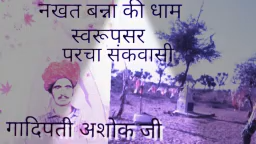 नखत बन्ना की धाम
स्वरूपसर
परचा संकवासी
गादिपती अशोक जी